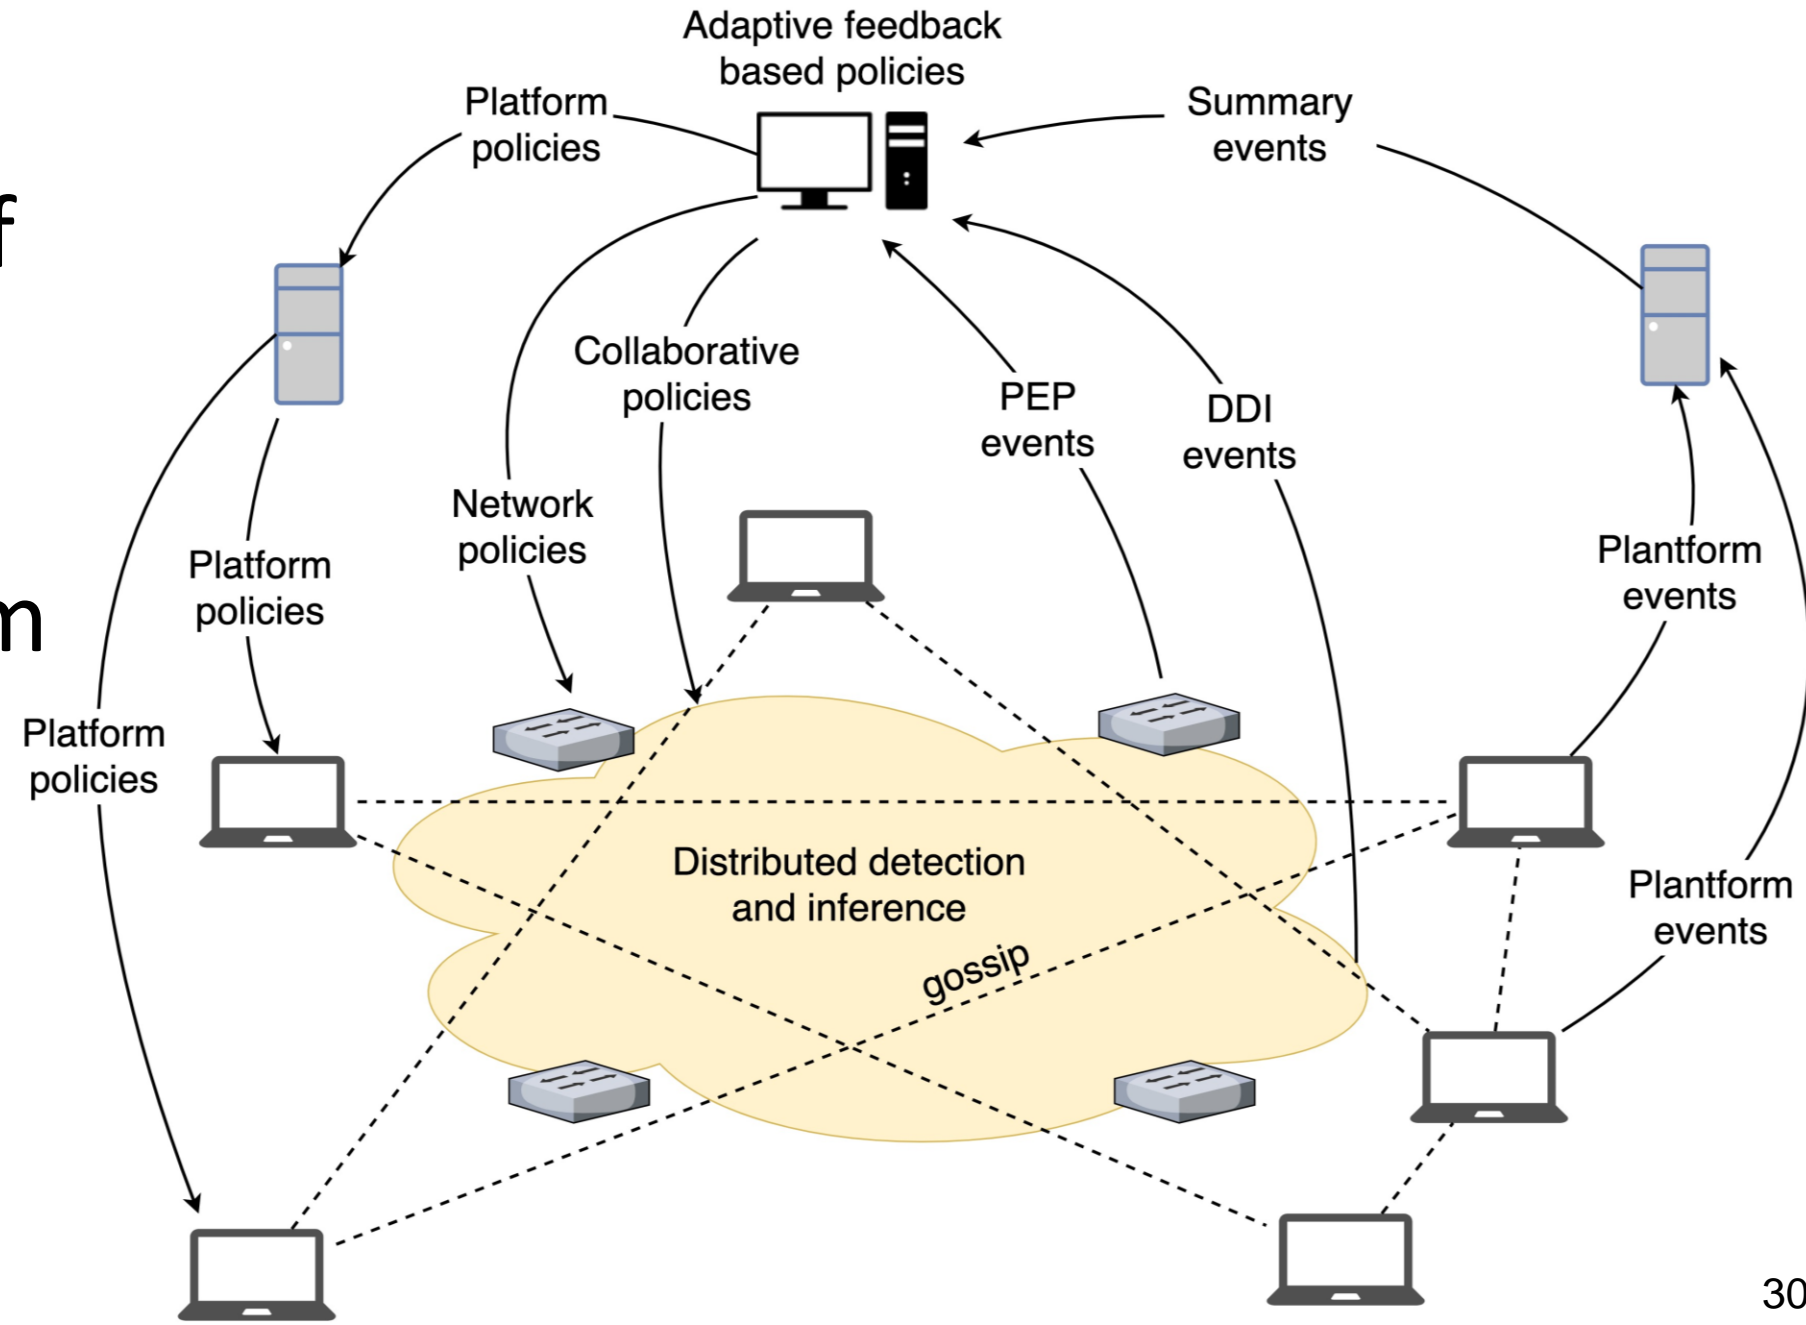 Adaptive feedback
based policies
Platform
policies
Summary
events
f
Collaborative
policies
PEP
events
DDI
events
Network
policies
Plantform
events
Platform
policies
m
Platform
policies
Distributed detection
and inference
Plantform
events
gossip
30